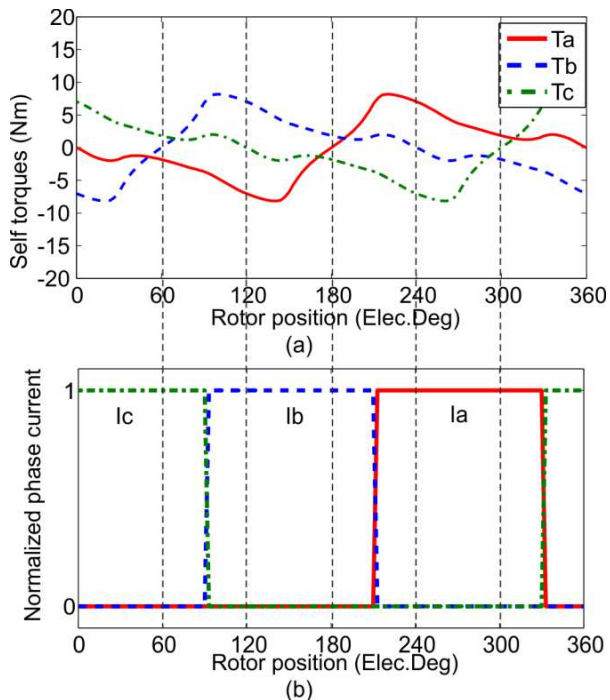 20
15
10
5
0
-5
-10
-15
-20
Self torques (Nm)
Ta
Tb
Tc
0 60 120 180 240 300 360
Rotor position (Elec.Deg)
(a)
1
0
Normalized phase current
Ic Ib Ia
0 60 120 180 240 300 360
Rotor position (Elec.Deg)
(b)